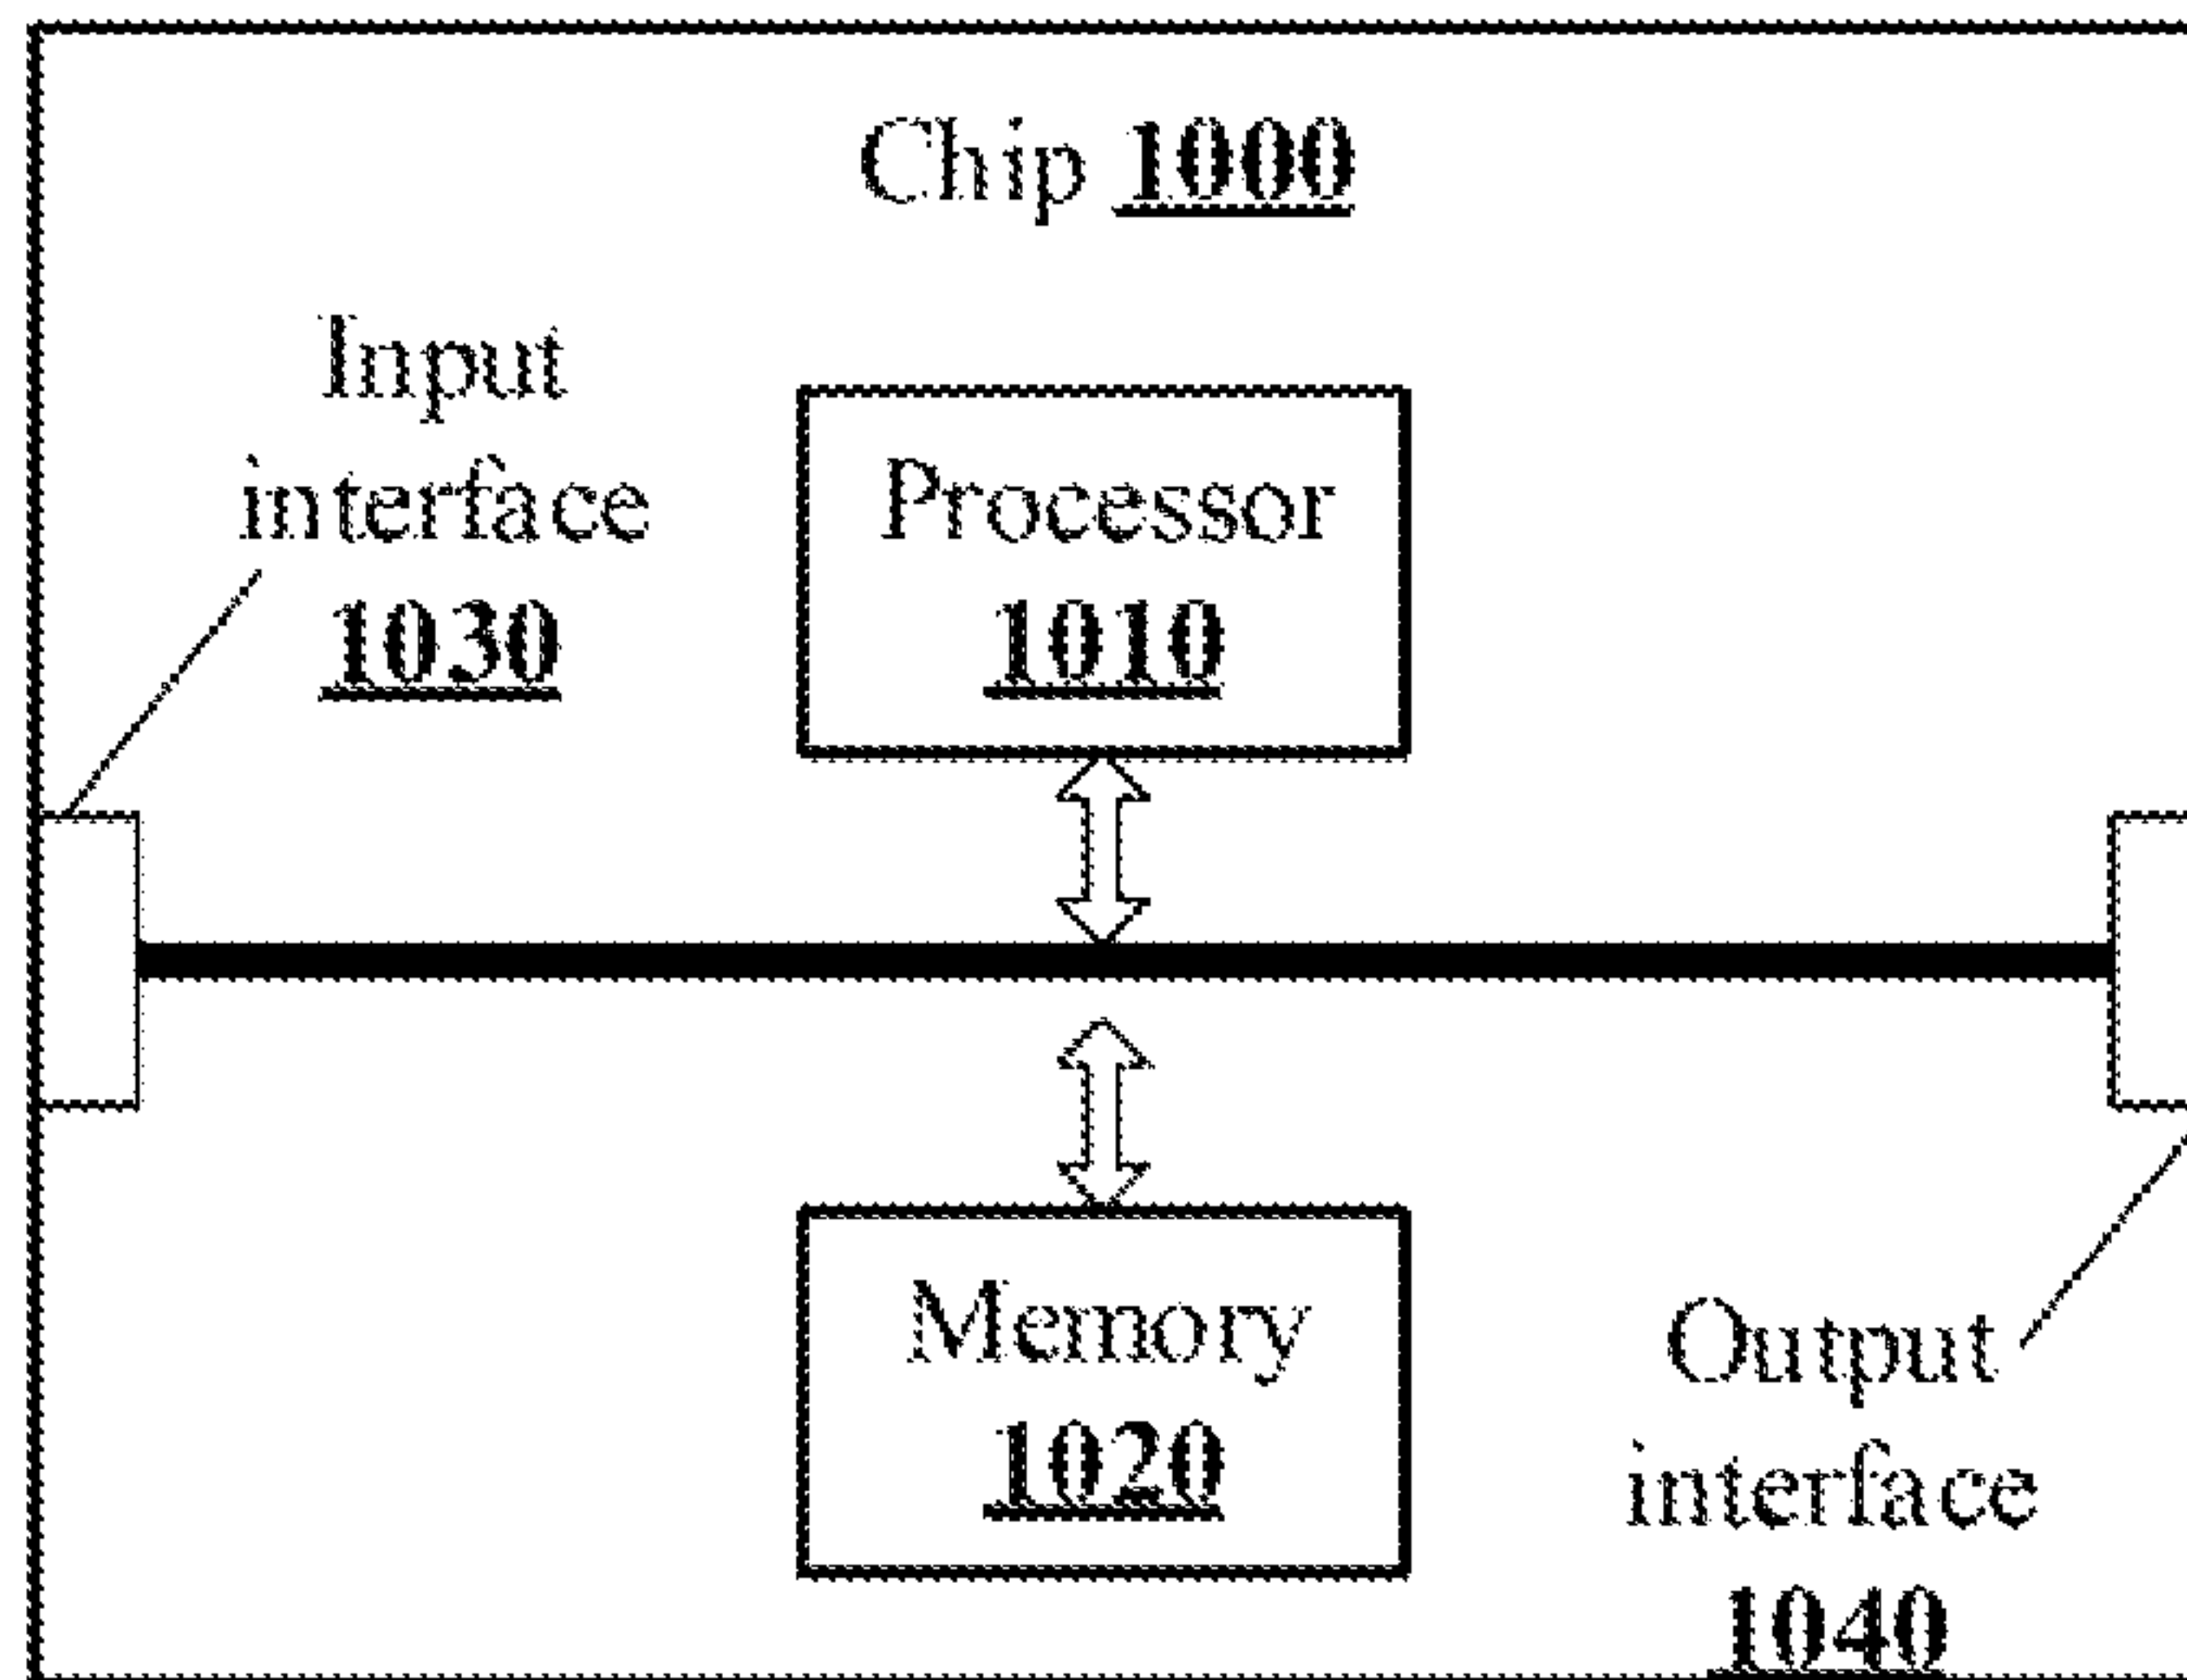 Chip 1000
Input
interface
1030
Processor
1010
Memory
1020
Output
interface
1040